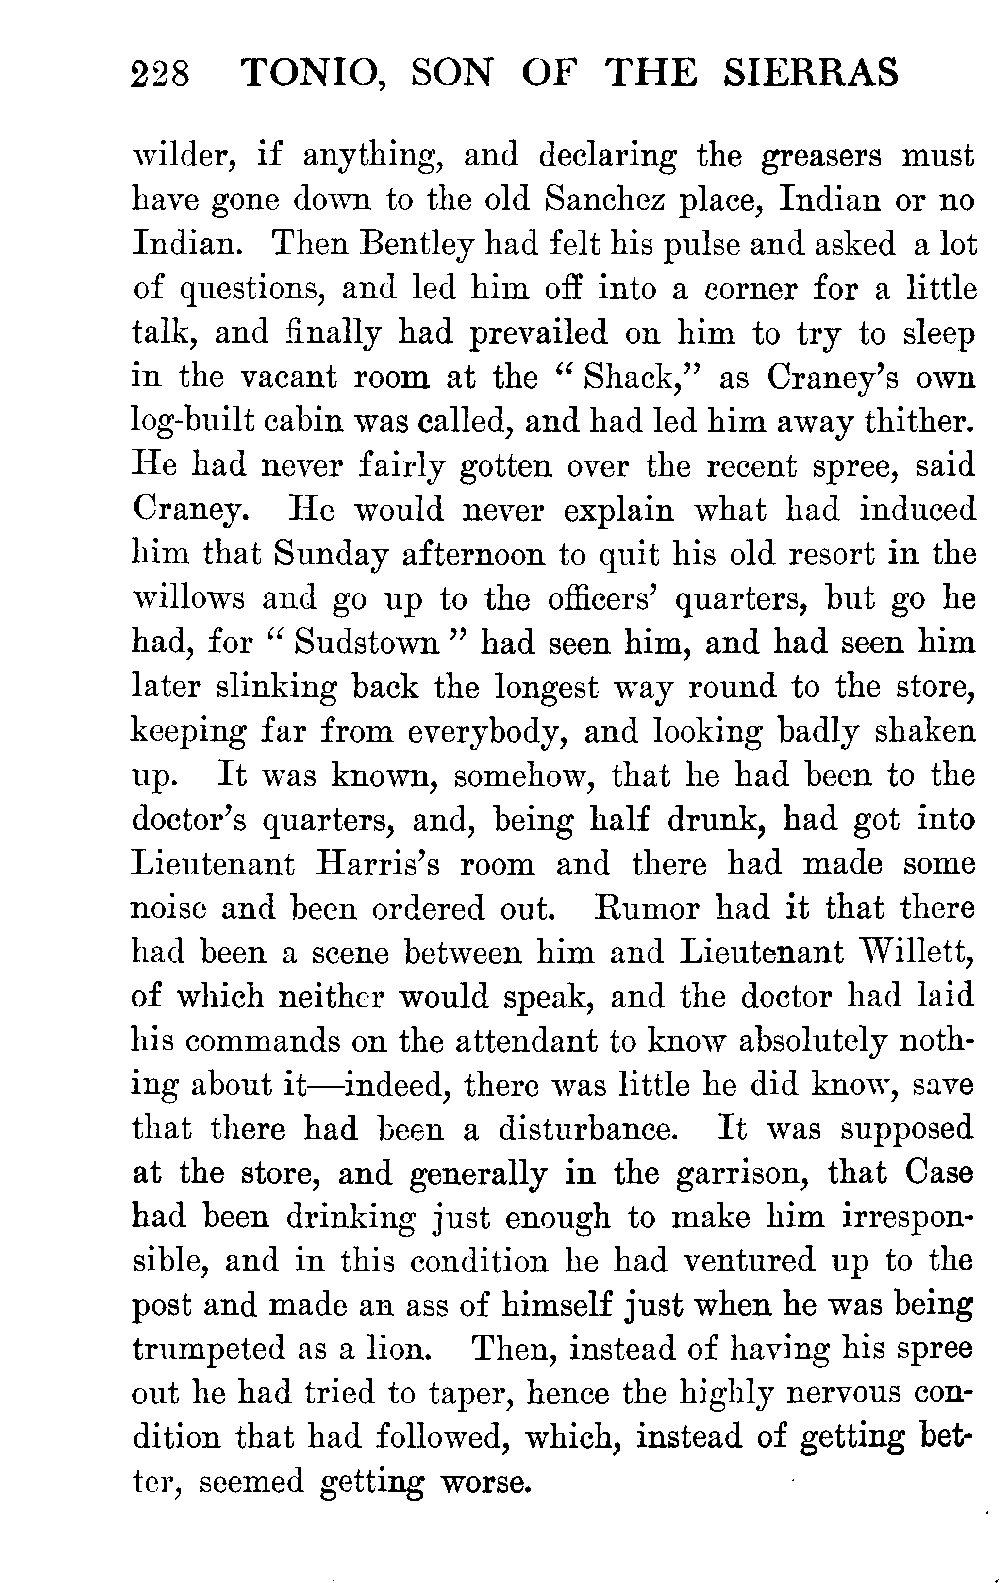 228 TONIO, SON OF THE SIERRAS
wilder, if anything, and declaring the greasers must
have gone down to the old Sanchez place, Indian or no
Indian. Then Bentley had felt his pulse and asked a lot
of questions, and led him off into a corner for a little
talk, and finally had prevailed on him to try to sleep
in the vacant room at the “ Shack,” as Craney’s own
log-built cabin was called, and had led him away thither.
He had never fairly gotten over the recent spree, said
Craney. He would never explain what had induced
him that Sunday afternoon to quit his old resort in the
willows and go up to the officers’ quarters, but go he
had, for “ Sudstown ” had seen him, and had seen him
later slinking back the longest way round to the store,
keeping far from everybody, and looking badly shaken
up. It was known, somehow, that he had been to the
doctor’s quarters, and, being half drunk, had got into
Lieutenant Harris’s room and there had made some
noise and been ordered out. Rumor had it that there
had been a scene between him and Lieutenant Willett,
of which neither would speak, and the doctor had laid
his commands on the attendant to know absolutely noth-
ing about it—indeed, there was little he did know, save
that there had been a disturbance. It was supposed
at the store, and generally in the garrison, that Case
had been drinking just enough to make him irrespon-
sible, and in this condition he had ventured up to the
post and made an ass of himself just when he was being
trumpeted as a lion. Then, instead of having his spree
out he had tried to taper, hence the highly nervous con-
dition that had followed, which, instead of getting bet-
ter, seemed getting worse.